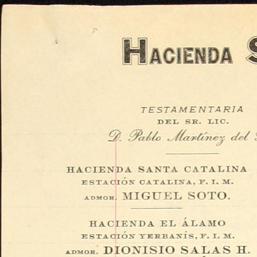 HACIENDA S
TESTAMENTARIA
DEL SR. LIC.
D. Pablo Martínez del
HACIENDA SANTA CATALINA
ESTACIÓN CATALINA, F. I. M.
ADMOR. MIGUEL SOTO.
HACIENDA EL ÁLAMO
ESTACIÓN YERBANÍS, F. I. M.
ADMOR. DIONISIO SALAS H.